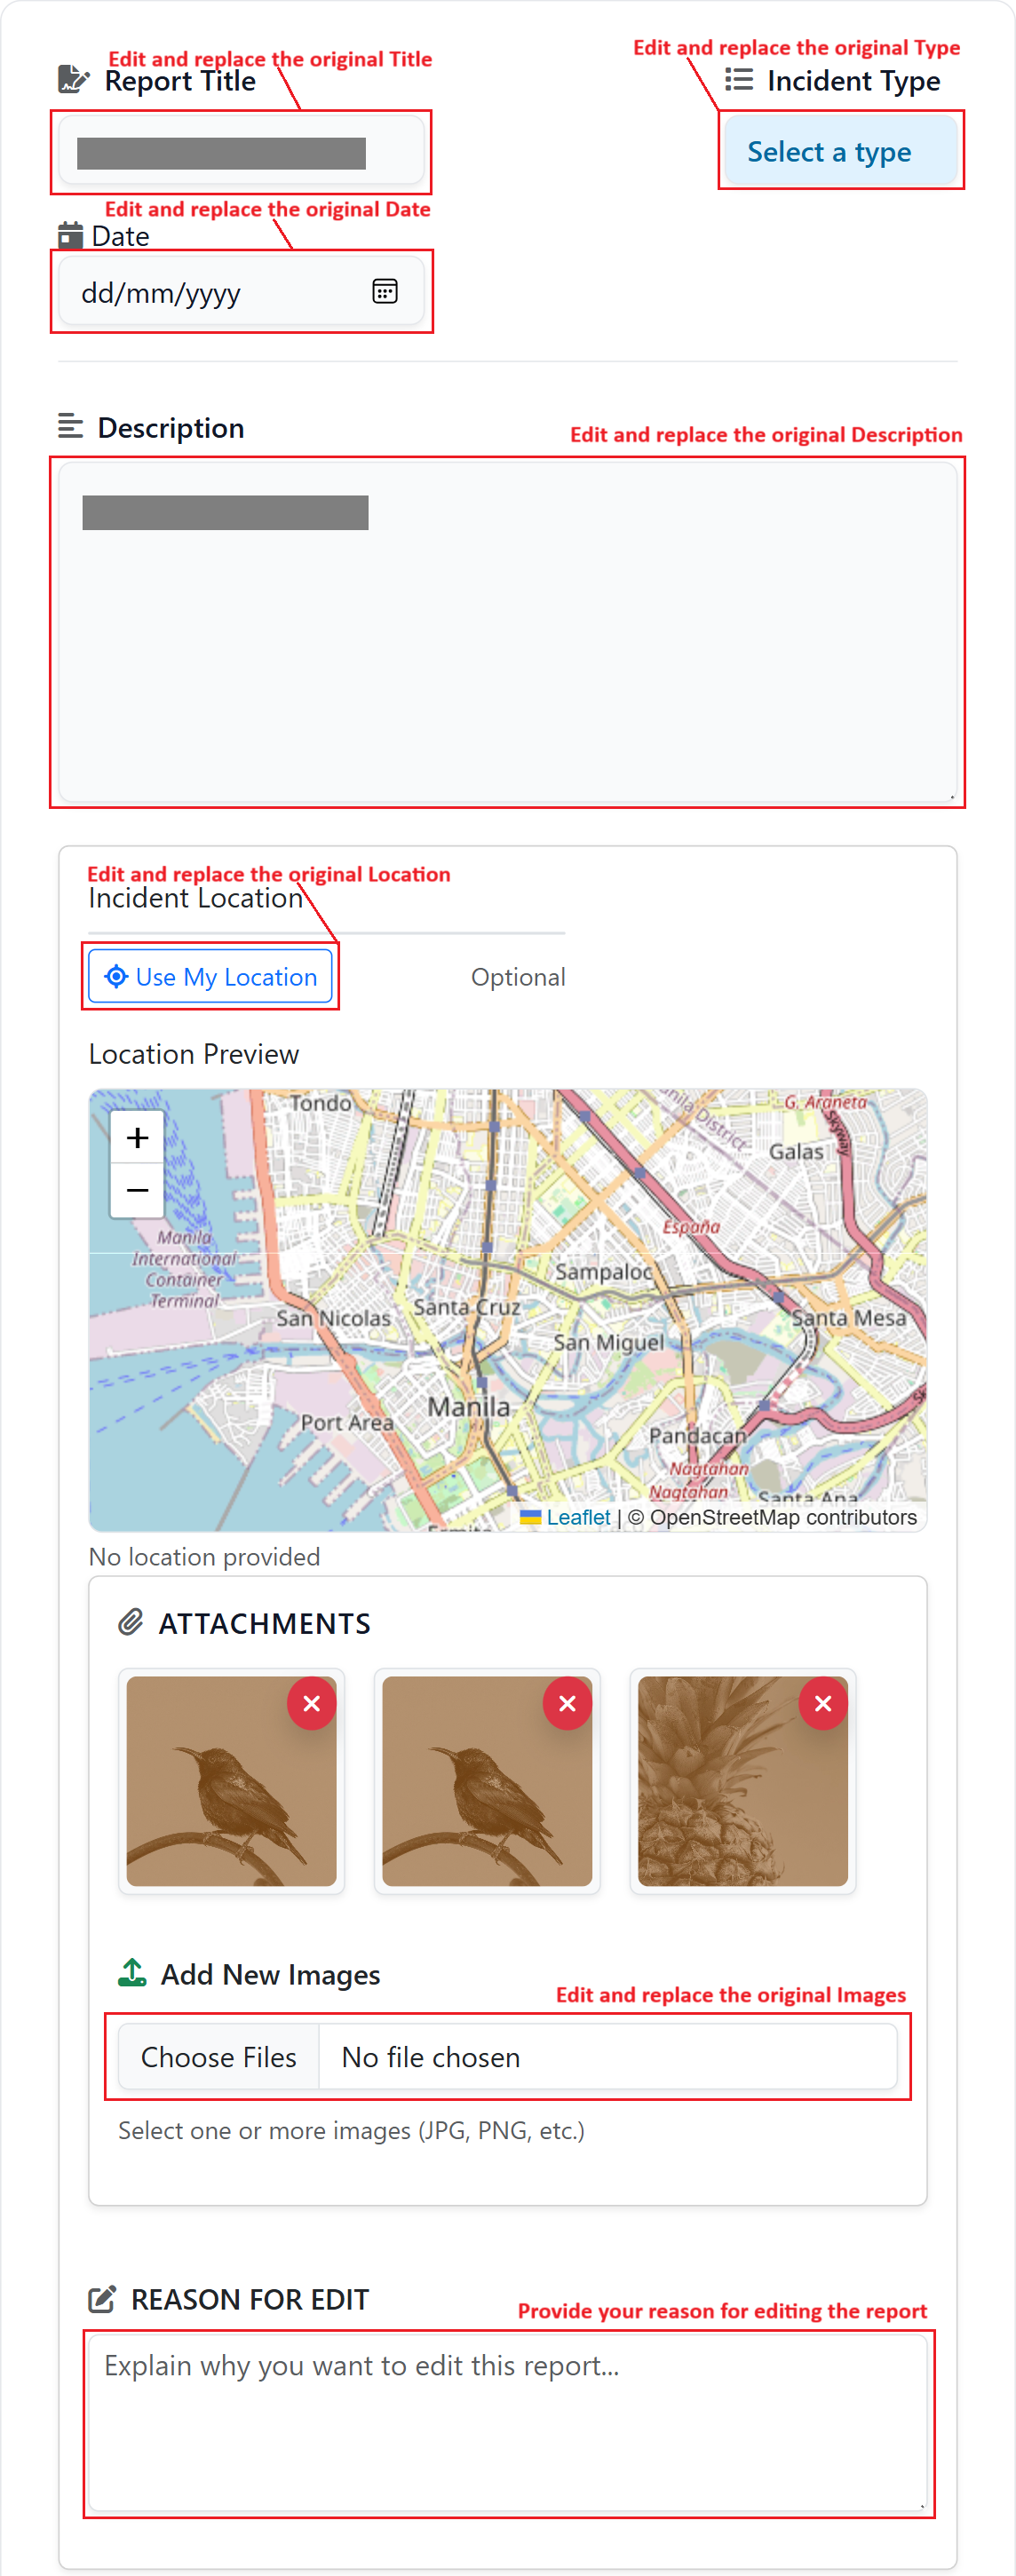 Edit and replace the original Title
Report Title
Edit and replace the original Type
Incident Type
Select a type
Edit and replace the original Date
Date
dd/mm/yyyy
Description
Edit and replace the original Description
Edit and replace the original Location
Incident Location
Use My Location
Optional
Location Preview
+
−
Tondo
G. Araneta
Skyway
Galas
España
Manila
International
Container
Terminal
Sampaloc
San Nicolas
Santa Cruz
Santa Mesa
San Miguel
Manila
Port Area
Pandacan
Nagtahan
Nagtahan
Santa Ana
Ermita
Leaflet | © OpenStreetMap contributors
No location provided
ATTACHMENTS
Add New Images
Edit and replace the original Images
Choose Files
No file chosen
Select one or more images (JPG, PNG, etc.)
REASON FOR EDIT
Provide your reason for editing the report
Explain why you want to edit this report...